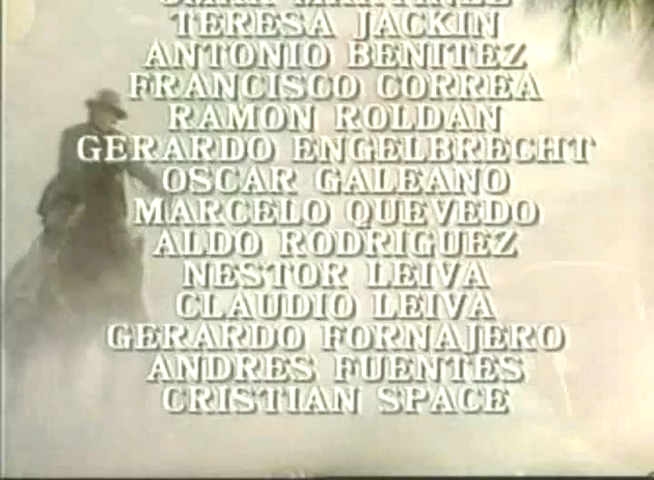 TERESA JACKIN
ANTONIO BENITEZ
FRANCISCO CORREA
RAMON ROLDAN
GERARDO ENGELBRECHT
OSCAR GALEANO
MARCELO QUEVEDO
ALDO RODRIGUEZ
NESTOR LEIVA
CLAUDIO LEIVA
GERARDO FORNAJERO
ANDRES FUENTES
CRISTIAN SPACE